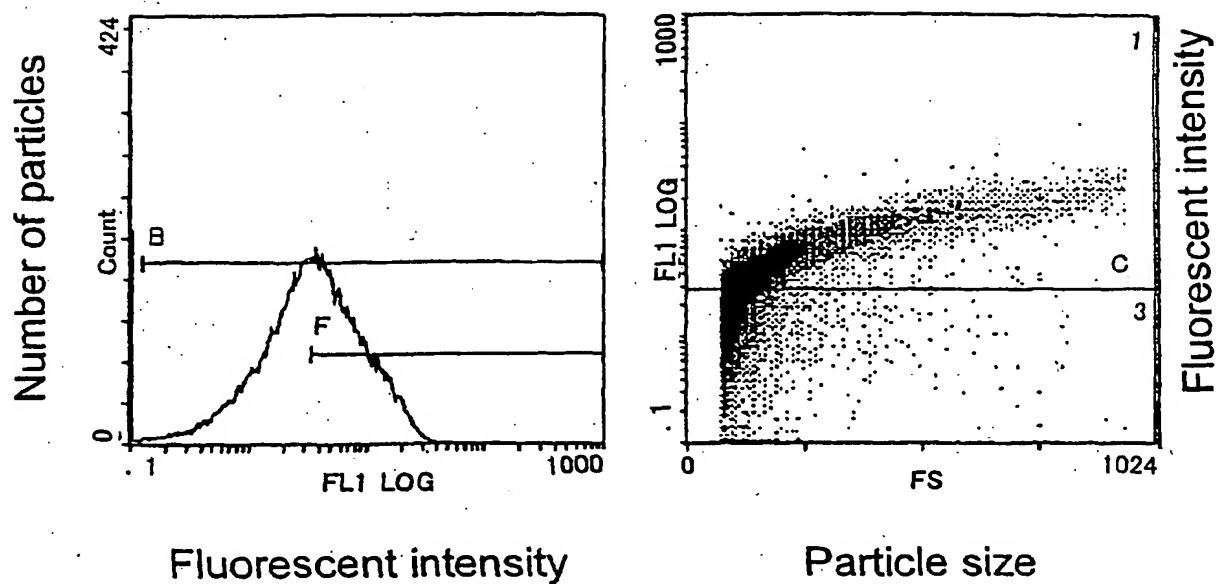 Number of particles
424
Count
0
B
F
.1
1000
FL1 LOG
Fluorescent intensity
1000
FL1 LOG
1
1
C
3
0
1024
FS
Particle size
Fluorescent intensity